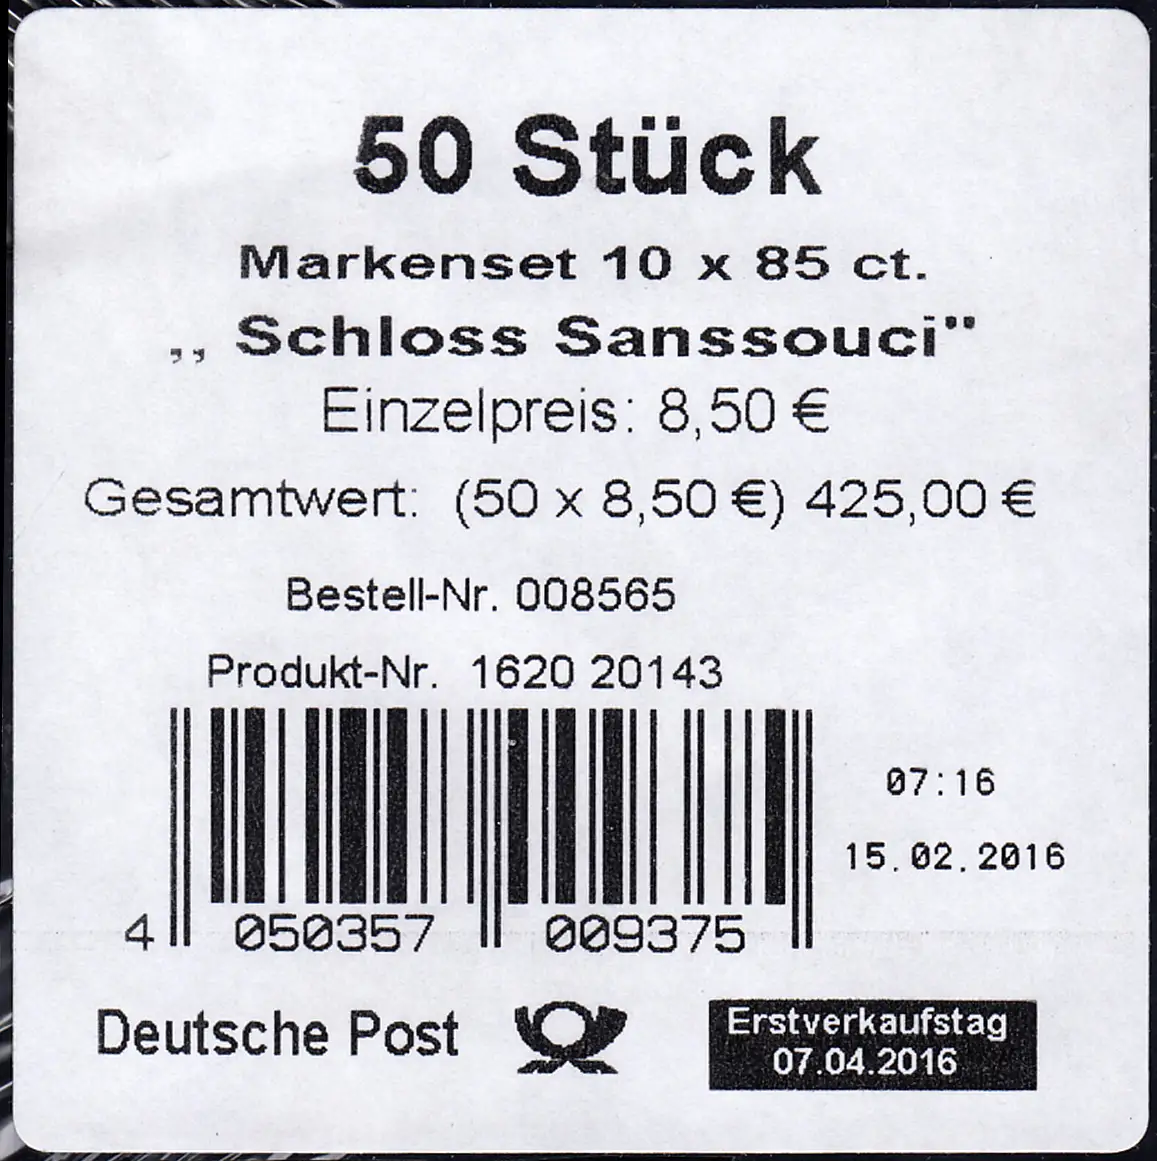 50 Stück
Markenset 10 x 85 ct.
,, Schloss Sanssouci"
Einzelpreis: 8,50 €
Gesamtwert: (50 x 8,50 €) 425,00 €
Bestell-Nr. 008565
Produkt-Nr. 1620 20143
07:16
15.02.2016
4 050357 009375
Deutsche Post
Erstverkaufstag
07.04.2016